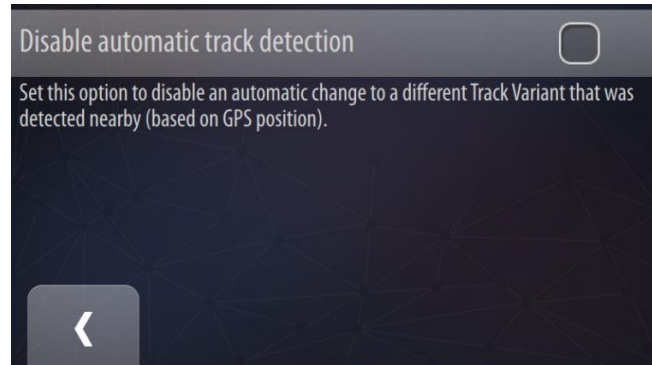 Disable automatic track detection
Set this option to disable an automatic change to a different Track Variant that was
detected nearby (based on GPS position).